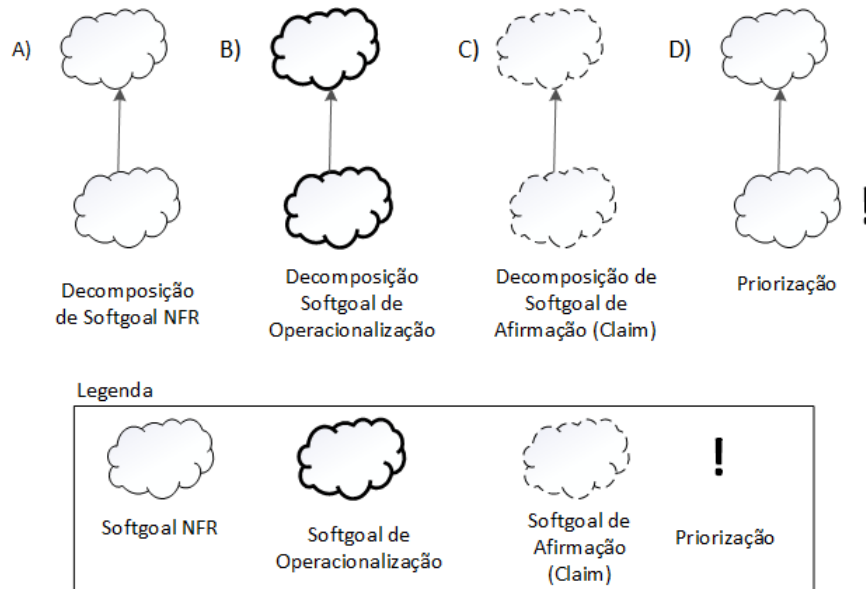 A)
B)
C)
D)
!
Decomposição
de Softgoal NFR
Decomposição
Softgoal de
Operacionalização
Decomposição de
Softgoal de
Afirmação (Claim)
Priorização
Legenda
!
Softgoal NFR
Softgoal de
Operacionalização
Softgoal de
Afirmação
(Claim)
Priorização